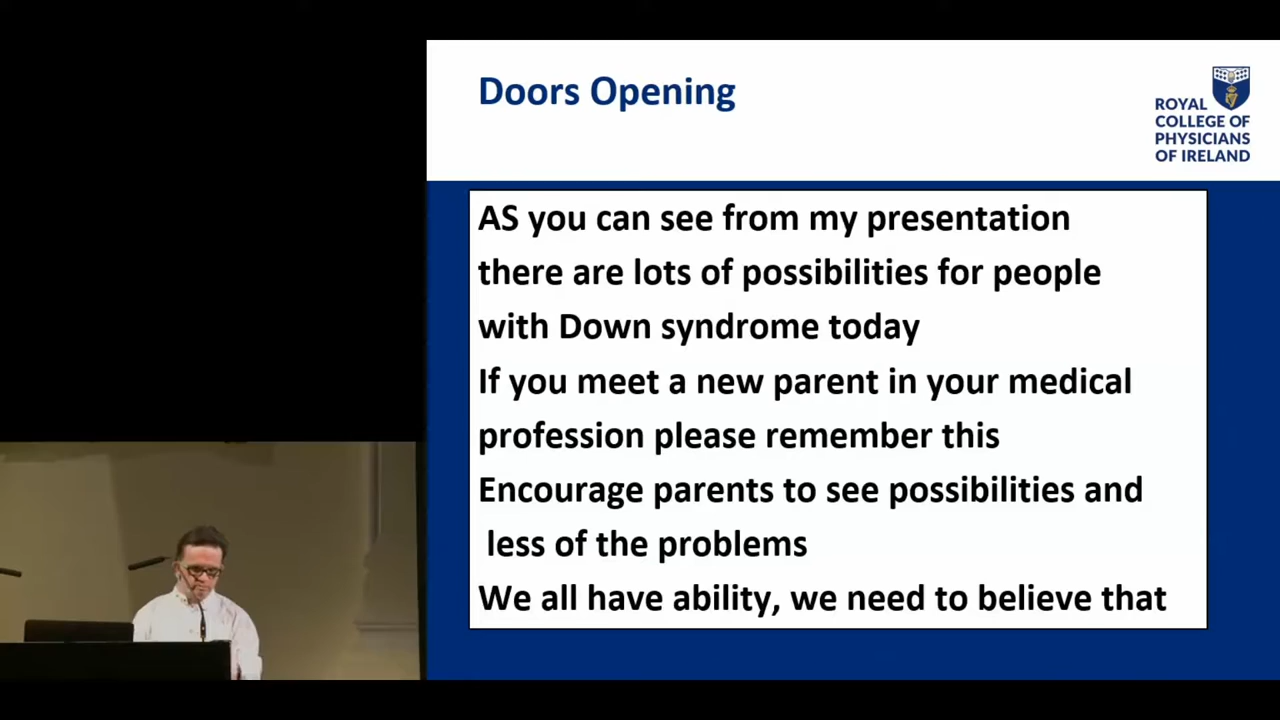 Doors Opening
ROYAL
COLLEGE OF
PHYSICIANS
OF IRELAND
AS you can see from my presentation
there are lots of possibilities for people
with Down syndrome today
If you meet a new parent in your medical
profession please remember this
Encourage parents to see possibilities and
less of the problems
We all have ability, we need to believe that